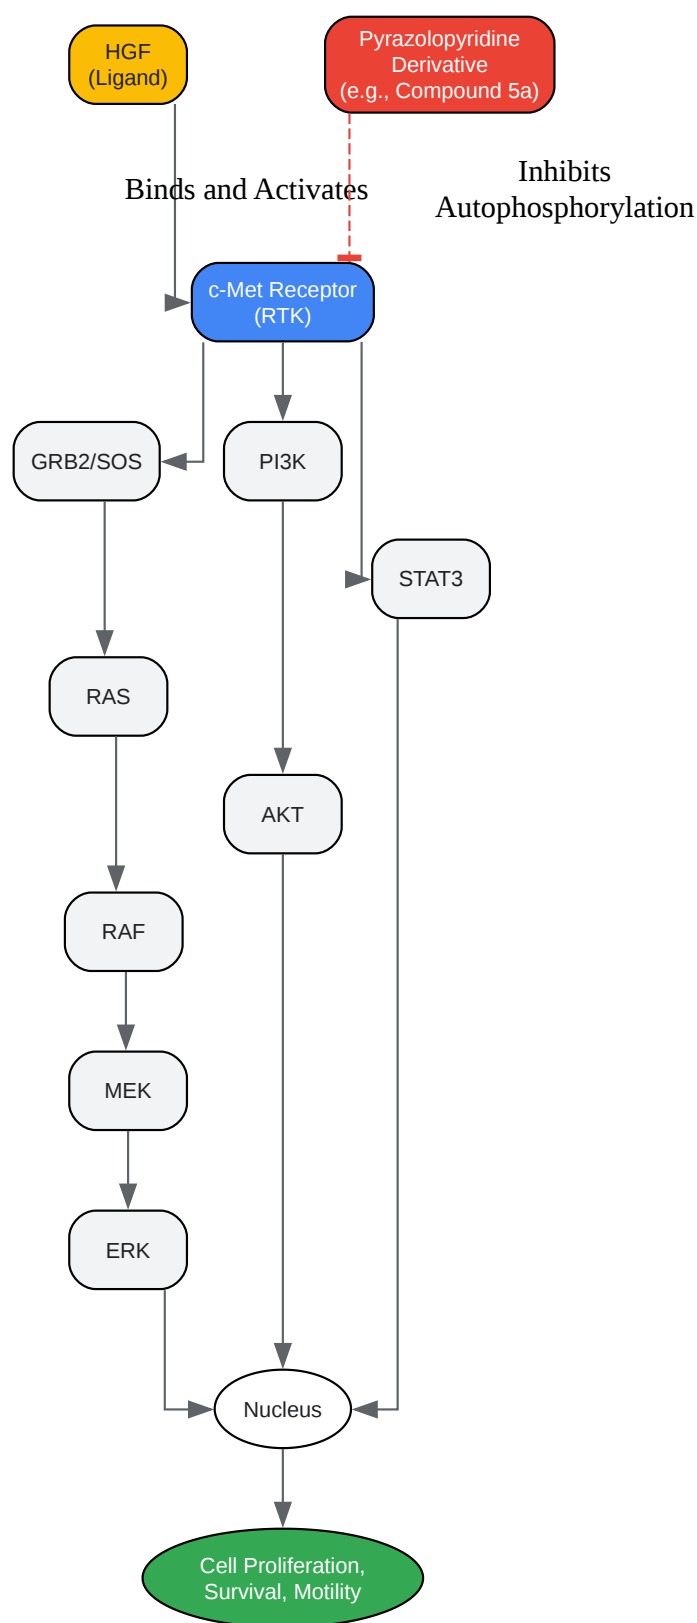 HGF
(Ligand)
Pyrazolopyridine
Derivative
(e.g., Compound 5a)
Binds and Activates
Inhibits
Autophosphorylation
c-Met Receptor
(RTK)
GRB2/SOS
PI3K
STAT3
RAS
AKT
RAF
MEK
ERK
Nucleus
Cell Proliferation,
Survival, Motility